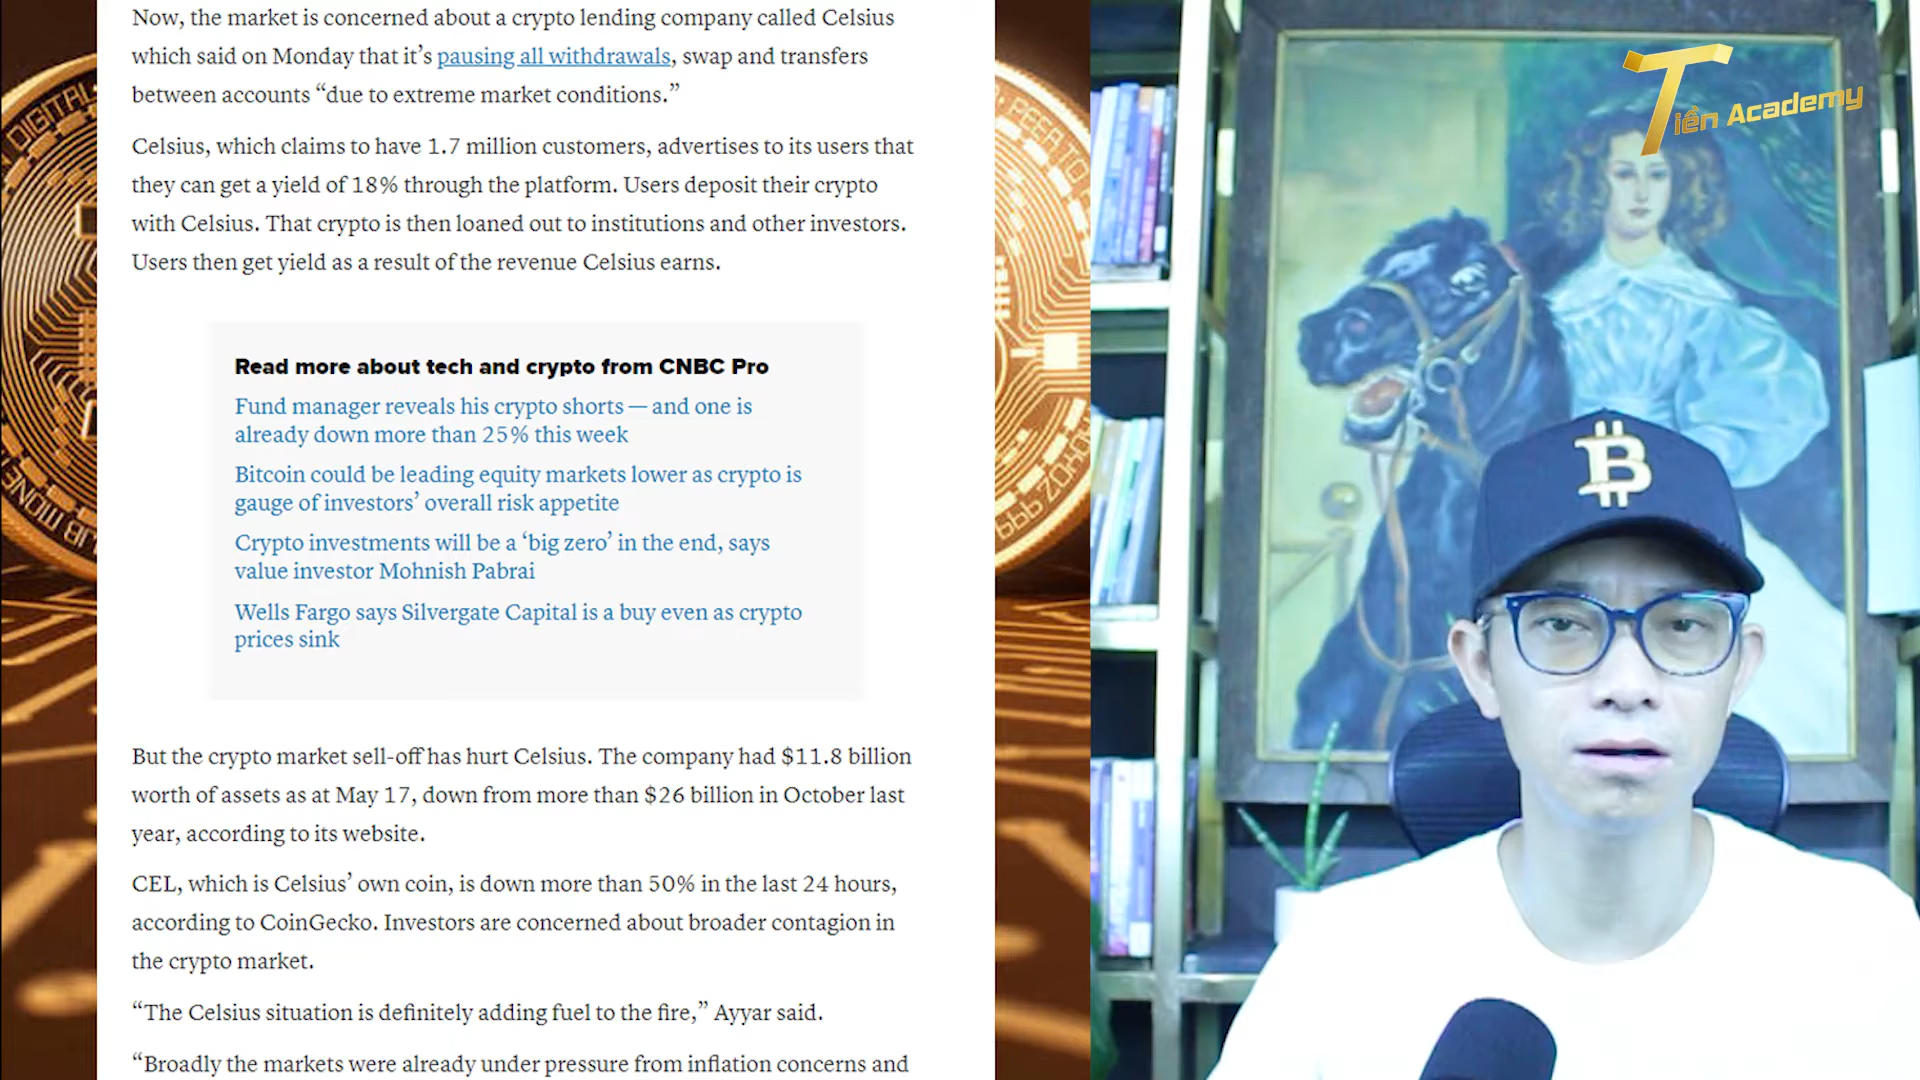 Now, the market is concerned about a crypto lending company called Celsius
which said on Monday that it’s pausing all withdrawals, swap and transfers
between accounts “due to extreme market conditions.”
Celsius, which claims to have 1.7 million customers, advertises to its users that
they can get a yield of 18% through the platform. Users deposit their crypto
with Celsius. That crypto is then loaned out to institutions and other investors.
Users then get yield as a result of the revenue Celsius earns.
Read more about tech and crypto from CNBC Pro
Fund manager reveals his crypto shorts — and one is
already down more than 25% this week
Bitcoin could be leading equity markets lower as crypto is
gauge of investors’ overall risk appetite
Crypto investments will be a ‘big zero’ in the end, says
value investor Mohnish Pabrai
Wells Fargo says Silvergate Capital is a buy even as crypto
prices sink
But the crypto market sell-off has hurt Celsius. The company had $11.8 billion
worth of assets as at May 17, down from more than $26 billion in October last
year, according to its website.
CEL, which is Celsius’ own coin, is down more than 50% in the last 24 hours,
according to CoinGecko. Investors are concerned about broader contagion in
the crypto market.
“The Celsius situation is definitely adding fuel to the fire,” Ayyar said.
“Broadly the markets were already under pressure from inflation concerns and
Tiền Academy
DIGITAL